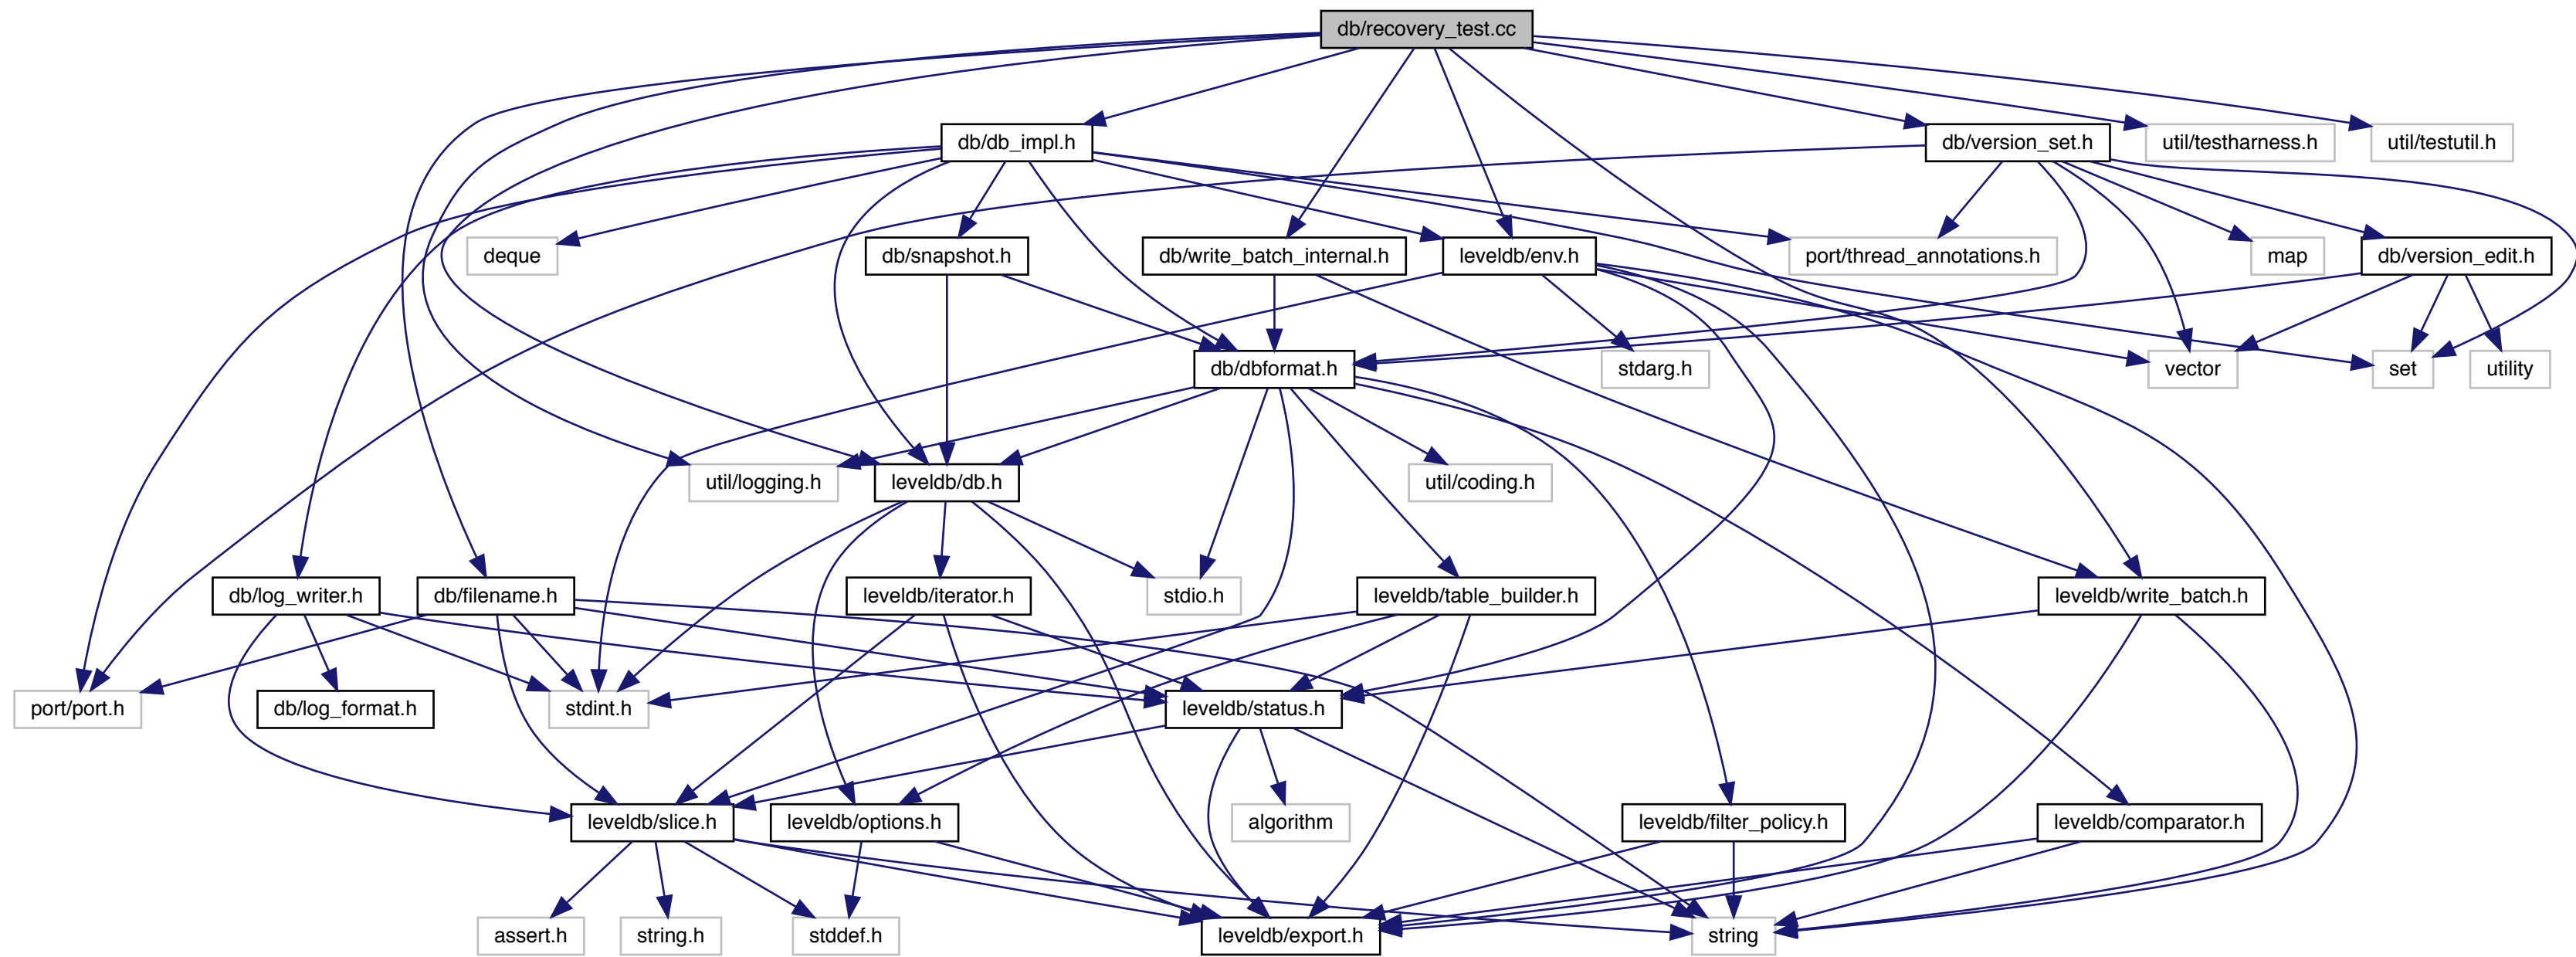 db/recovery_test.cc
db/db_impl.h
db/version_set.h
util/testharness.h
util/testutil.h
deque
db/snapshot.h
db/write_batch_internal.h
leveldb/env.h
port/thread_annotations.h
map
db/version_edit.h
db/dbformat.h
stdarg.h
vector
set
utility
util/logging.h
leveldb/db.h
util/coding.h
db/log_writer.h
db/filename.h
leveldb/iterator.h
stdio.h
leveldb/table_builder.h
leveldb/write_batch.h
port/port.h
db/log_format.h
stdint.h
leveldb/status.h
leveldb/slice.h
leveldb/options.h
algorithm
leveldb/filter_policy.h
leveldb/comparator.h
assert.h
string.h
stddef.h
leveldb/export.h
string